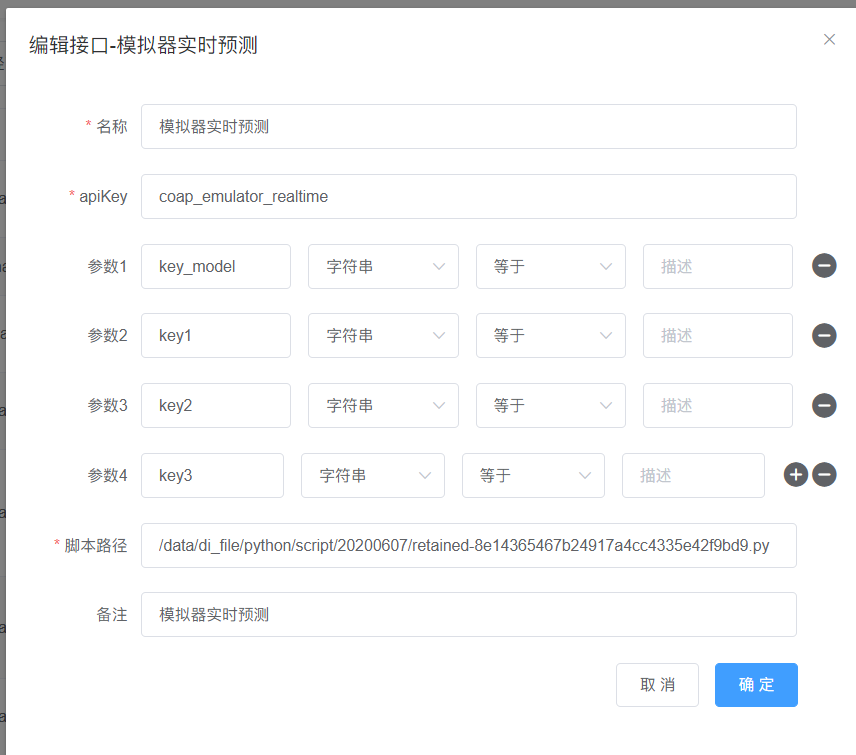 编辑接口-模拟器实时预测
* 名称 模拟器实时预测
* apiKey coap_emulator_realtime
参数1 key_model 字符串 等于 描述
参数2 key1 字符串 等于 描述
参数3 key2 字符串 等于 描述
参数4 key3 字符串 等于 描述
* 脚本路径 /data/di_file/python/script/20200607/retained-8e14365467b24917a4cc4335e42f9bd9.py
备注 模拟器实时预测
取 消 确 定